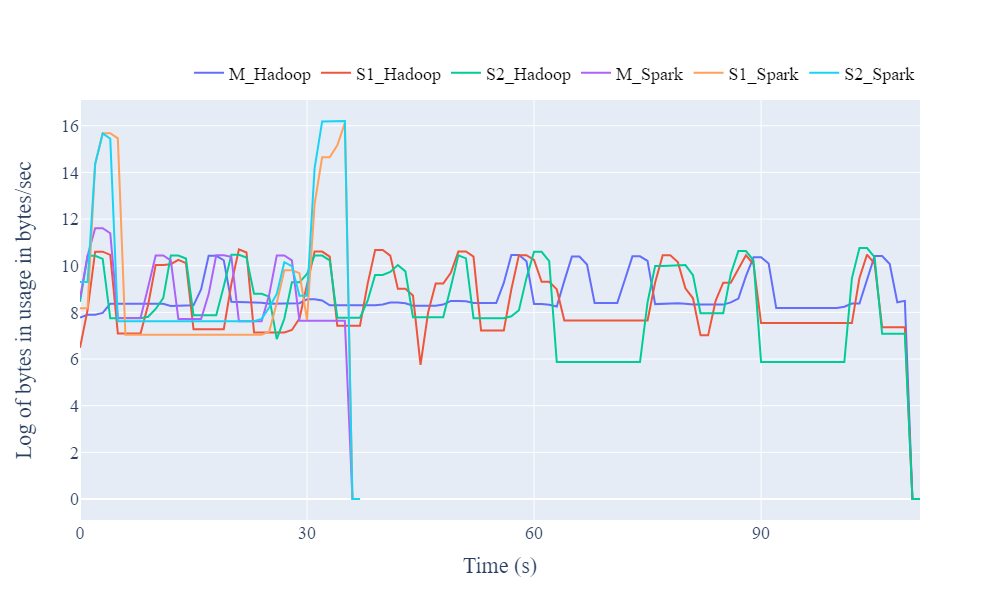 M_Hadoop S1_Hadoop S2_Hadoop M_Spark S1_Spark S2_Spark
Log of bytes in usage in bytes/sec
16
14
12
10
8
6
4
2
0
0 30 60 90
Time (s)